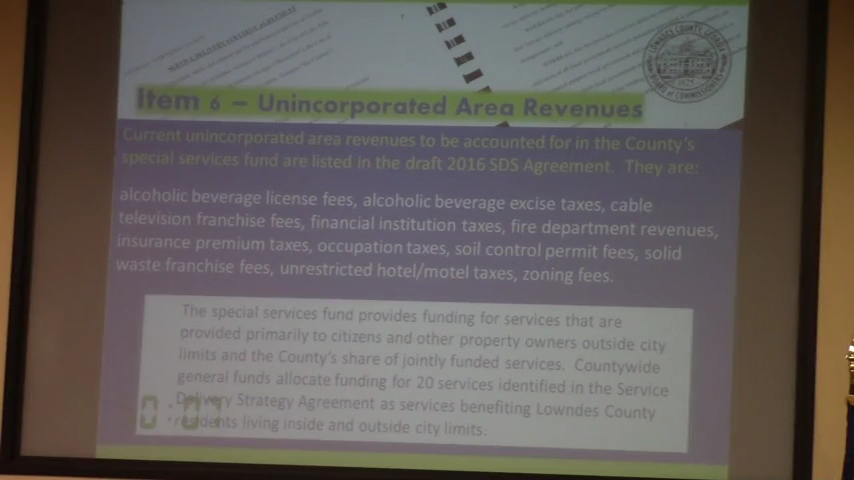 LOWNDES COUNTY, GEORGIA
BOARD of COMMISSIONERS
Item 6 – Unincorporated Area Revenues
Current unincorporated area revenues to be accounted for in the County's
special services fund are listed in the draft 2016 SDS Agreement. They are:
alcoholic beverage license fees, alcoholic beverage excise taxes, cable
television franchise fees, financial institution taxes, fire department revenues,
insurance premium taxes, occupation taxes, soil control permit fees, solid
waste franchise fees, unrestricted hotel/motel taxes, zoning fees.
The special services fund provides funding for services that are
provided primarily to citizens and other property owners outside city
limits and the County's share of jointly funded services. Countywide
general funds allocate funding for 20 services identified in the Service
Delivery Strategy Agreement as services benefiting Lowndes County
residents living inside and outside city limits.